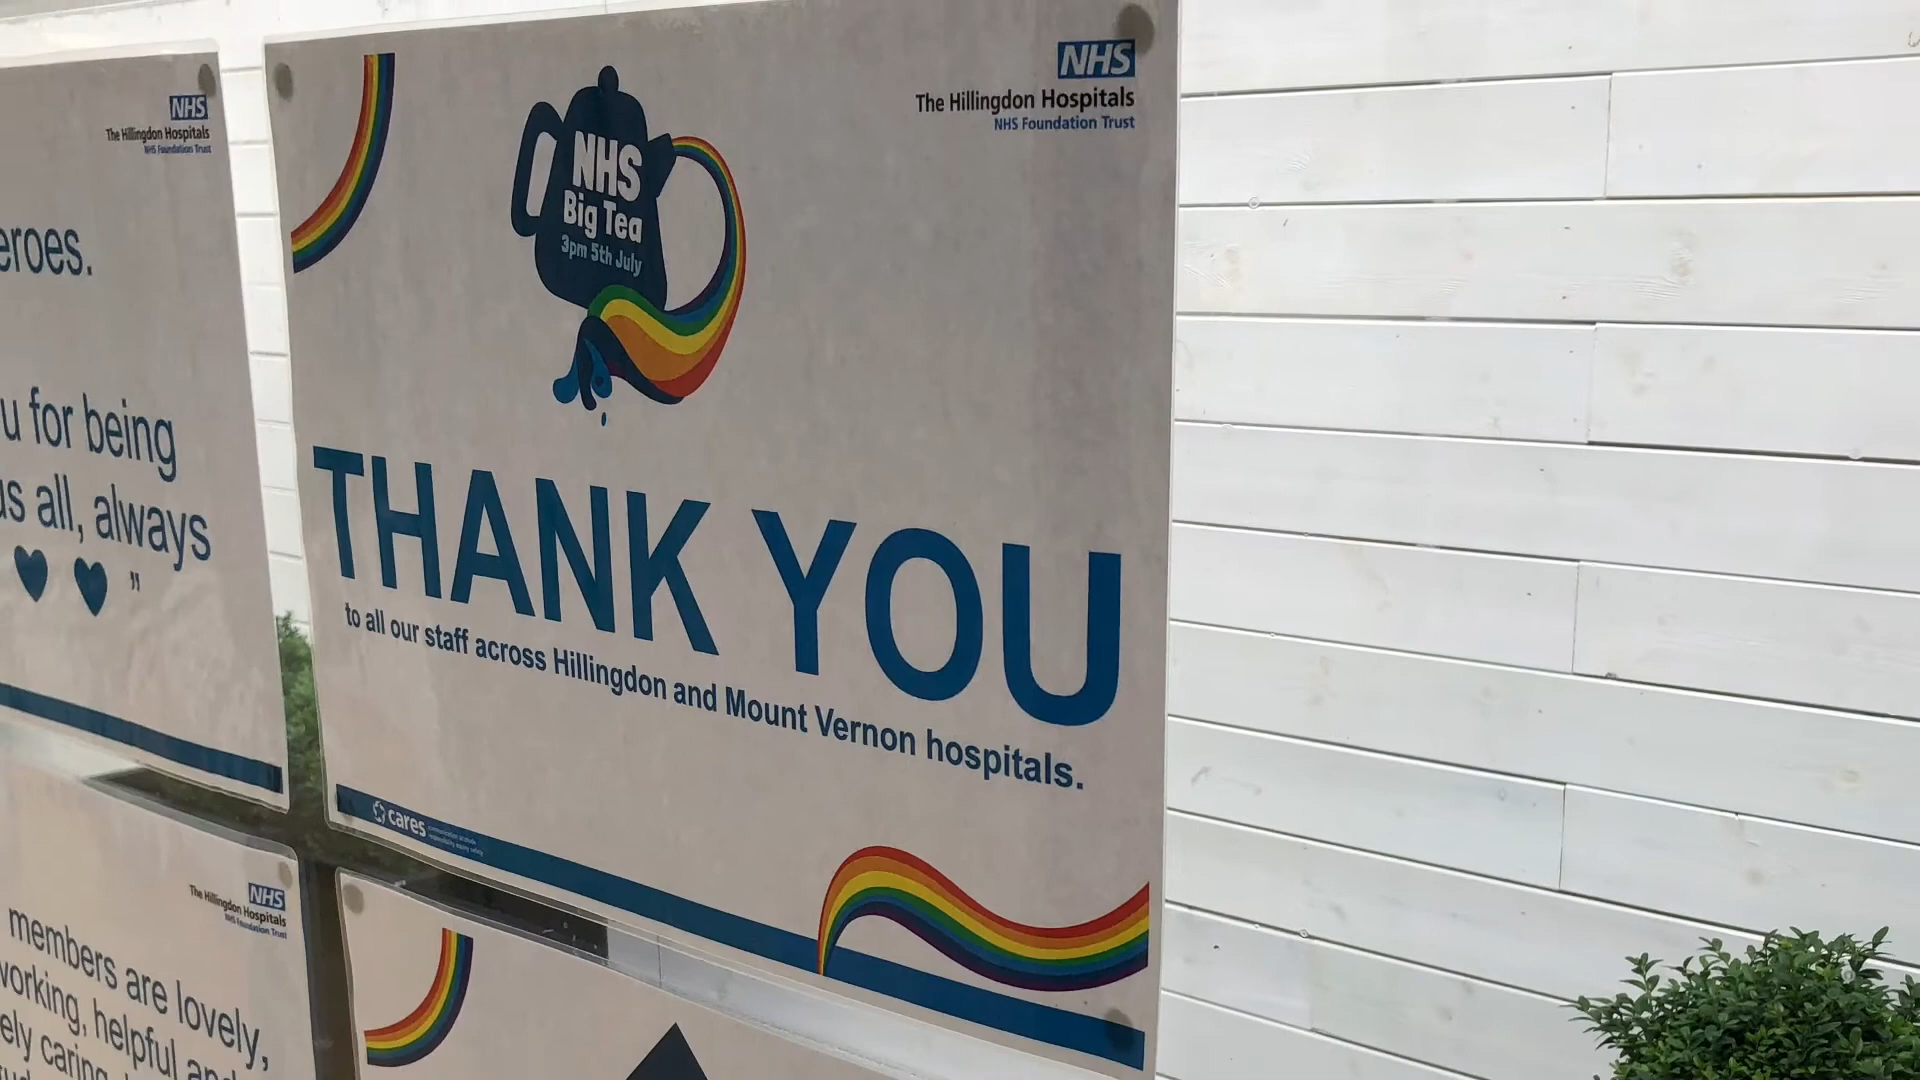 NHS
The Hillingdon Hospitals
NHS Foundation Trust
eroes.
u for being
us all, always
”
NHS
Big Tea
3pm 5th July
NHS
The Hillingdon Hospitals
NHS Foundation Trust
THANK YOU
to all our staff across Hillingdon and Mount Vernon hospitals.
cares
NHS
The Hillingdon Hospitals
NHS Foundation Trust
members are lovely,
working, helpful and
ely caring